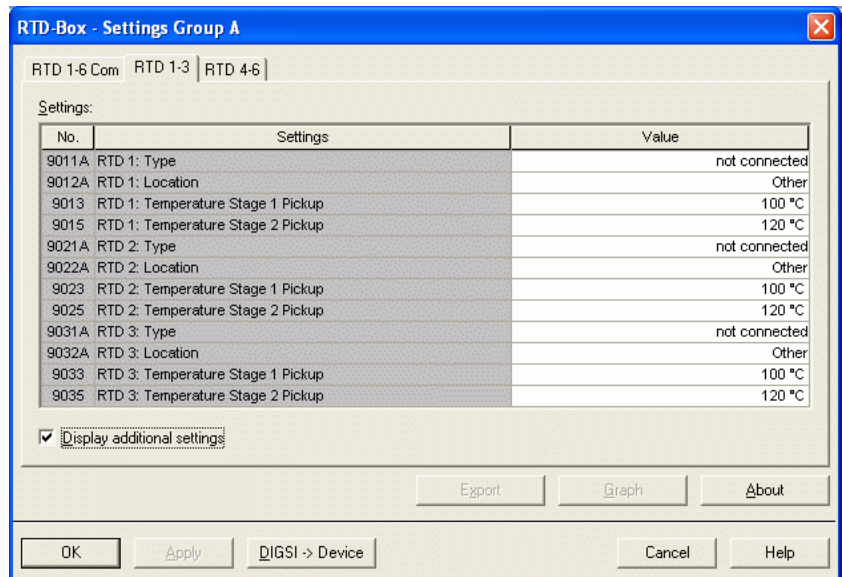 RTD-Box - Settings Group A
RTD 1-6 Com RTD 1-3 RTD 4-6
Settings:
No. Settings Value
9011A RTD 1: Type not connected
9012A RTD 1: Location Other
9013 RTD 1: Temperature Stage 1 Pickup 100 °C
9015 RTD 1: Temperature Stage 2 Pickup 120 °C
9021A RTD 2: Type not connected
9022A RTD 2: Location Other
9023 RTD 2: Temperature Stage 1 Pickup 100 °C
9025 RTD 2: Temperature Stage 2 Pickup 120 °C
9031A RTD 3: Type not connected
9032A RTD 3: Location Other
9033 RTD 3: Temperature Stage 1 Pickup 100 °C
9035 RTD 3: Temperature Stage 2 Pickup 120 °C
Display additional settings
Export Graph About
OK Apply DIGSI -> Device Cancel Help